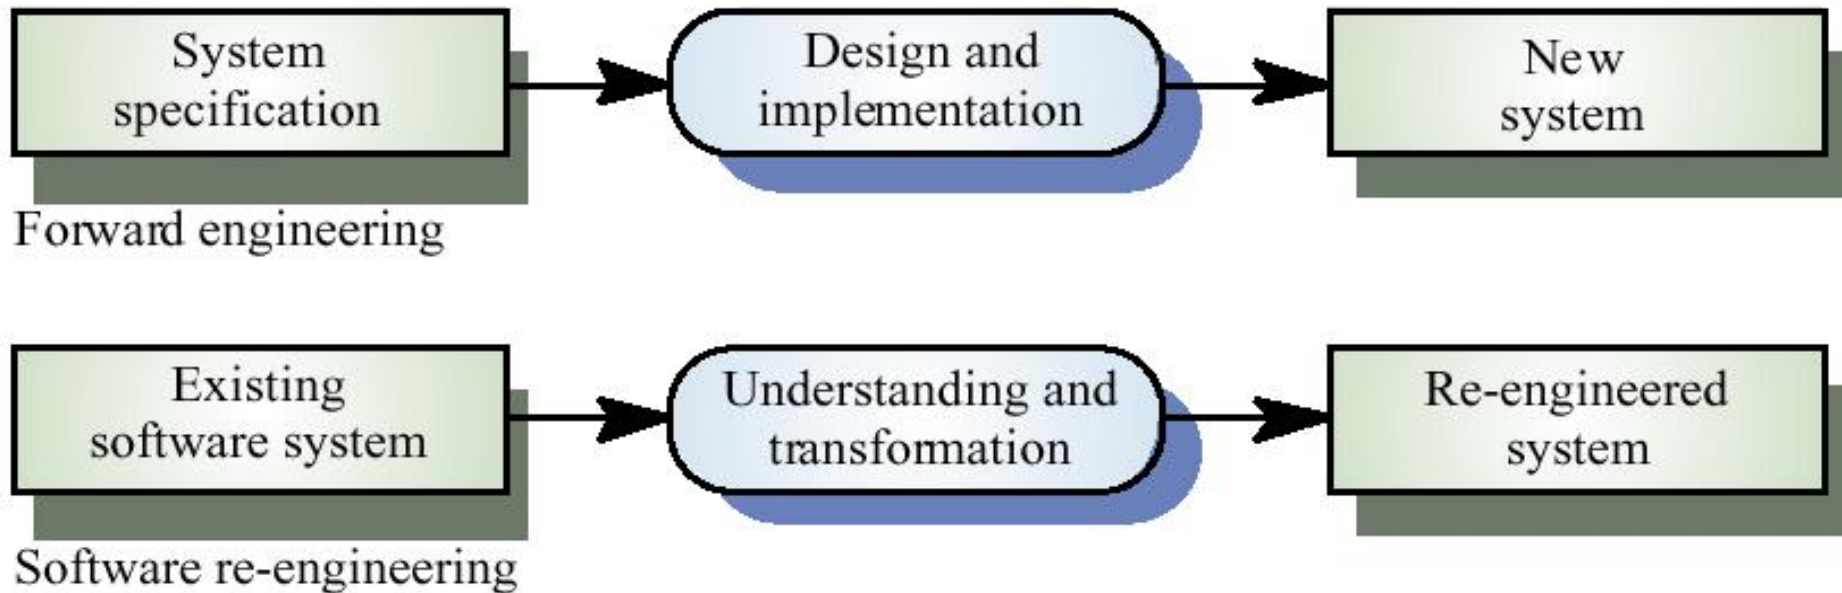 System
specification
Design and
implementation
New
system
Forward engineering
Existing
software system
Understanding and
transformation
Re-engineered
system
Software re-engineering